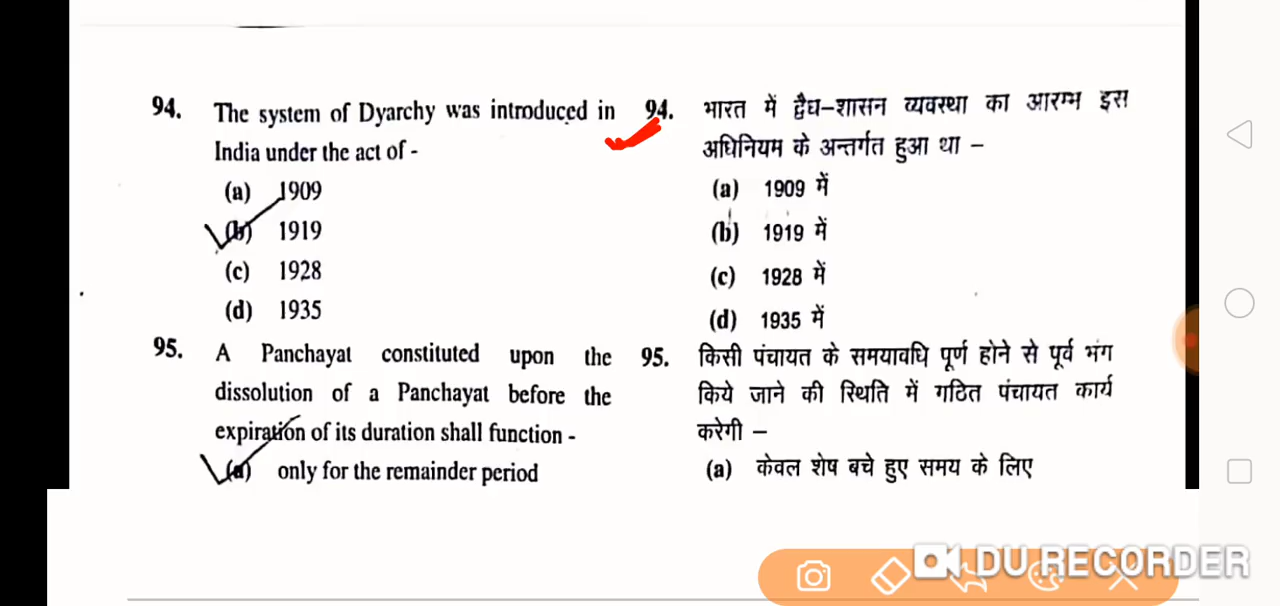 94. The system of Dyarchy was introduced in
India under the act of -
(a) 1909
(b) 1919
(c) 1928
(d) 1935
95. A Panchayat constituted upon the
dissolution of a Panchayat before the
expiration of its duration shall function -
(a) only for the remainder period
94. भारत में द्वैध-शासन व्यवस्था का आरम्भ इस
अधिनियम के अन्तर्गत हुआ था -
(a) 1909 में
(b) 1919 में
(c) 1928 में
(d) 1935 में
95. किसी पंचायत के समयावधि पूर्ण होने से पूर्व भंग
किये जाने की स्थिति में गठित पंचायत कार्य
करेगी -
(a) केवल शेष बचे हुए समय के लिए
DU RECORDER